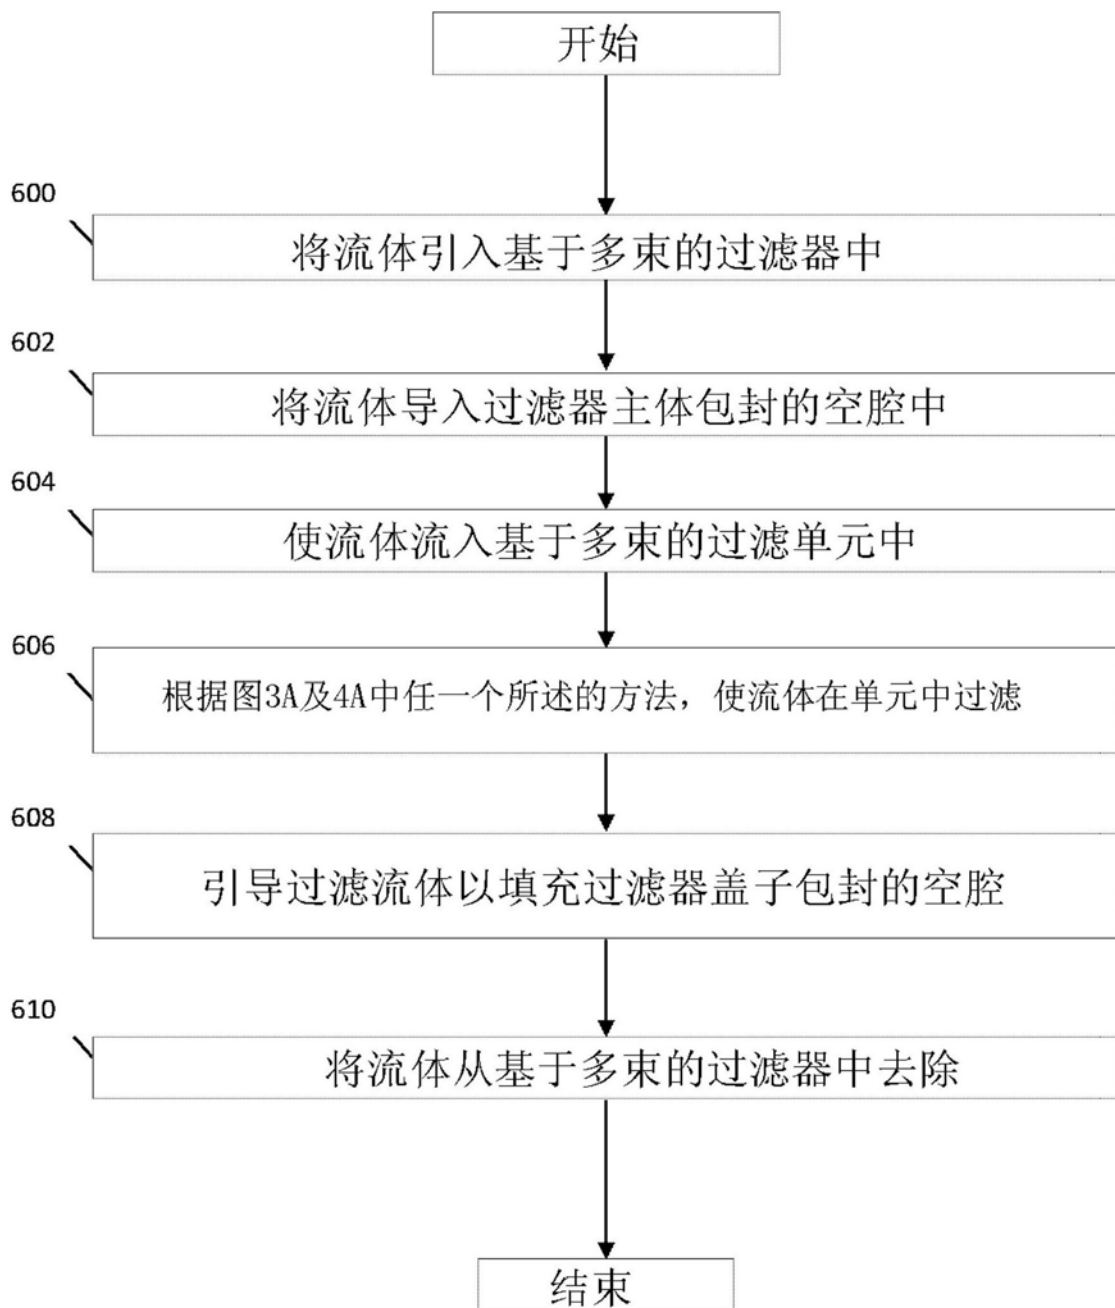 开始
600
将流体引入基于多束的过滤器中
602
将流体导入过滤器主体包封的空腔中
604
使流体流入基于多束的过滤单元中
606
根据图3A及4A中任一个所述的方法，使流体在单元中过滤
608
引导过滤流体以填充过滤器盖子包封的空腔
610
将流体从基于多束的过滤器中去除
结束